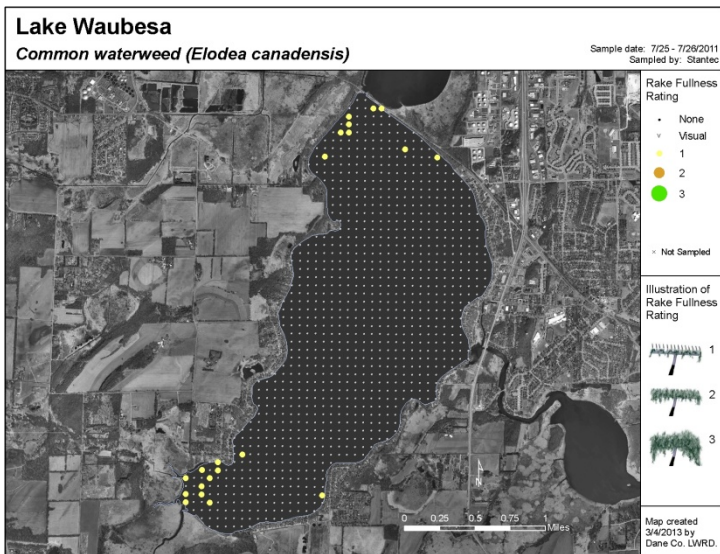 Lake Waubesa
Common waterweed (Elodea canadensis)
Sample date: 7/25 - 7/26/2011
Sampled by: Stantec
Rake Fullness
Rating
None
Visual
1
2
3
× Not Sampled
Illustration of
Rake Fullness
Rating
1
2
3
N
0 0.25 0.5 0.75 1
Miles
Map created
3/4/2013 by
Dane Co. LWRD.